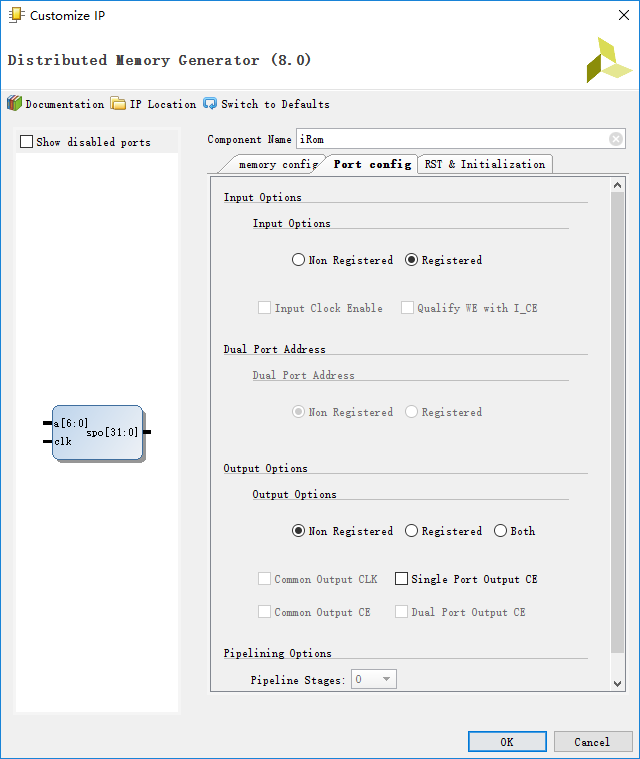 Customize IP
Distributed Memory Generator (8.0)
Documentation IP Location Switch to Defaults
Show disabled ports
Component Name iRom
memory config Port config RST & Initialization
Input Options
Input Options
Non Registered Registered
Input Clock Enable Qualify WE with I_CE
Dual Port Address
Dual Port Address
Non Registered Registered
a[6:0]
spo[31:0]
clk
Output Options
Output Options
Non Registered Registered Both
Common Output CLK Single Port Output CE
Common Output CE Dual Port Output CE
Pipelining Options
Pipeline Stages: 0
OK Cancel